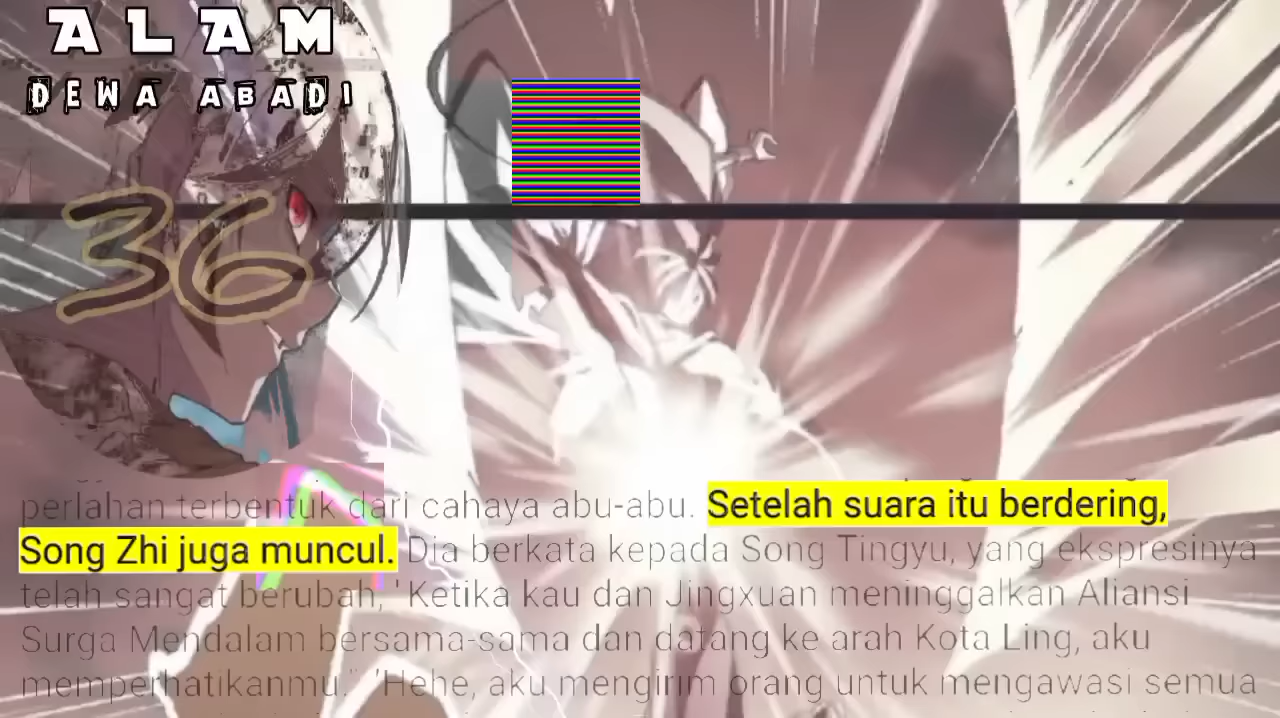 ALAM
DEWA ABADI
36
perlahan terbentuk dari cahaya abu-abu. Setelah suara itu berdering,
Song Zhi juga muncul. Dia berkata kepada Song Tingyu, yang ekspresinya
telah sangat berubah, 'Ketika kau dan Jingxuan meninggalkan Aliansi
Surga Mendalam bersama-sama dan datang ke arah Kota Ling, aku
memperhatikanmu." 'Hehe, aku mengirim orang untuk mengawasi semua